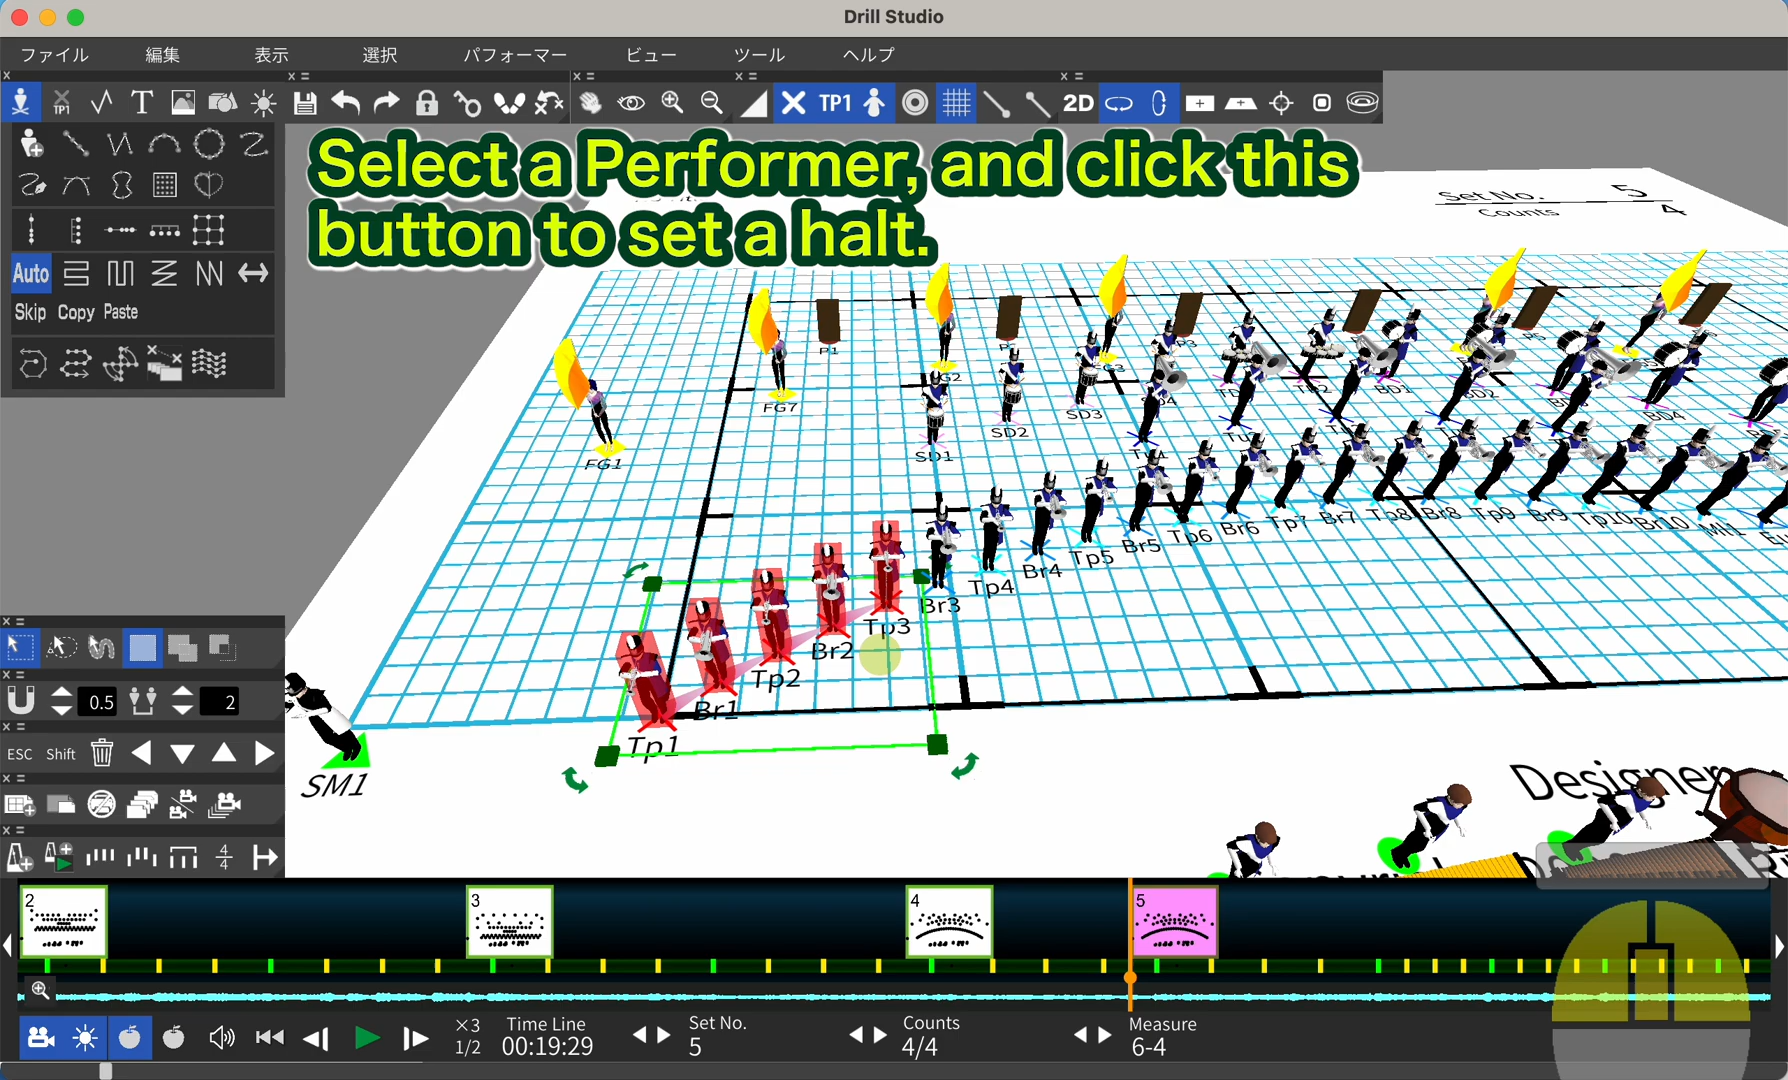 Drill Studio
ファイル 編集 表示 選択 パフォーマー ビュー ツール ヘルプ
TP1 T TP1 2D
Select a Performer, and click this
button to set a halt.
Set No. 5
Counts 4
Auto
Skip Copy Paste
P1
FG7
SD3
SD2
SD1
FG1
BD1
Tp6 Br6 Tp7 Br7 Tp8 Br8 Tp9 Br9 Tp10 Br10
Tp5 Br5
Br4
Tp4
Br3
Tp3
Br2
Tp2
Br1
Tp1
SM1
Designer
0.5 2
ESC Shift
4
4
2 3 4 5
×3 Time Line Set No. Counts Measure
1/2 00:19:29 5 4/4 6-4